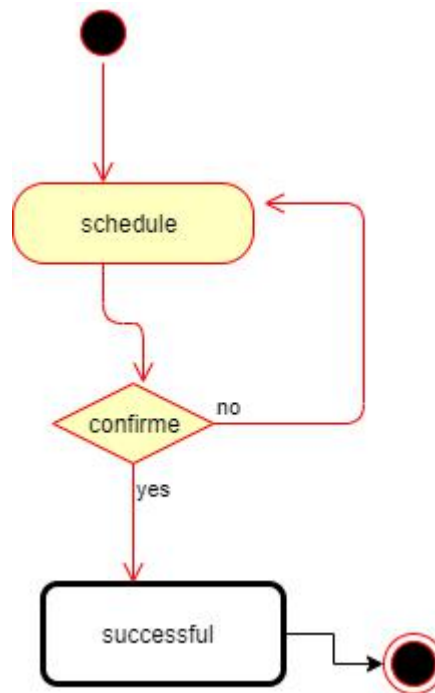 schedule
confirme
no
yes
successful